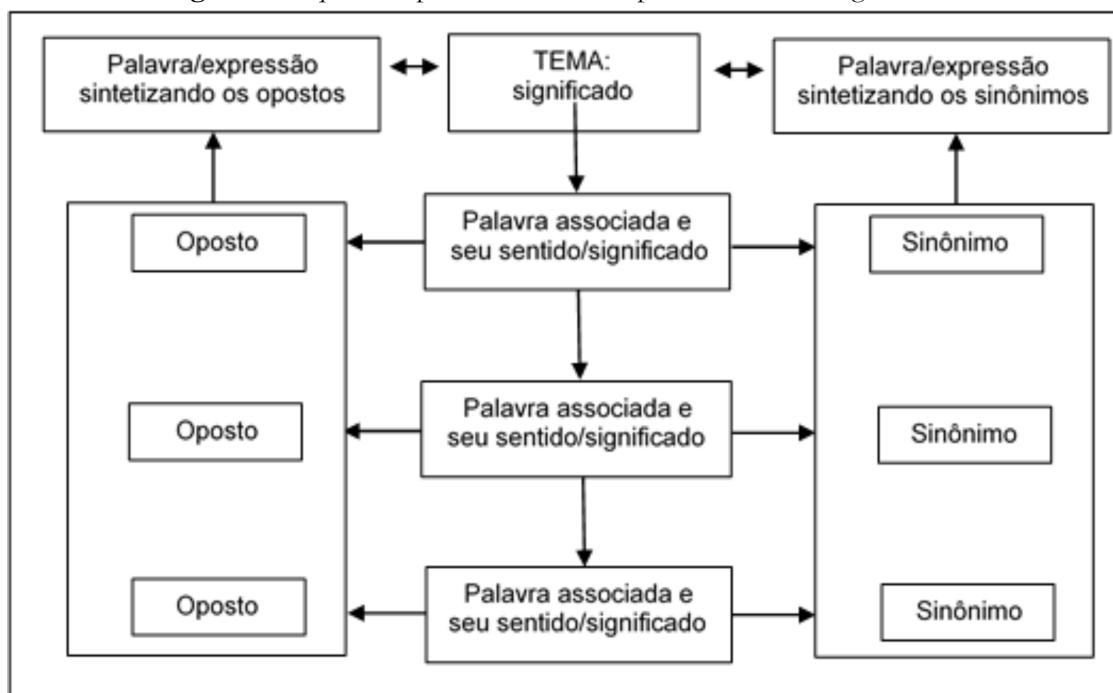 Palavra/expressão
sintetizando os opostos
TEMA:
significado
Palavra/expressão
sintetizando os sinônimos
Oposto
Palavra associada e
seu sentido/significado
Sinônimo
Oposto
Palavra associada e
seu sentido/significado
Sinônimo
Oposto
Palavra associada e
seu sentido/significado
Sinônimo